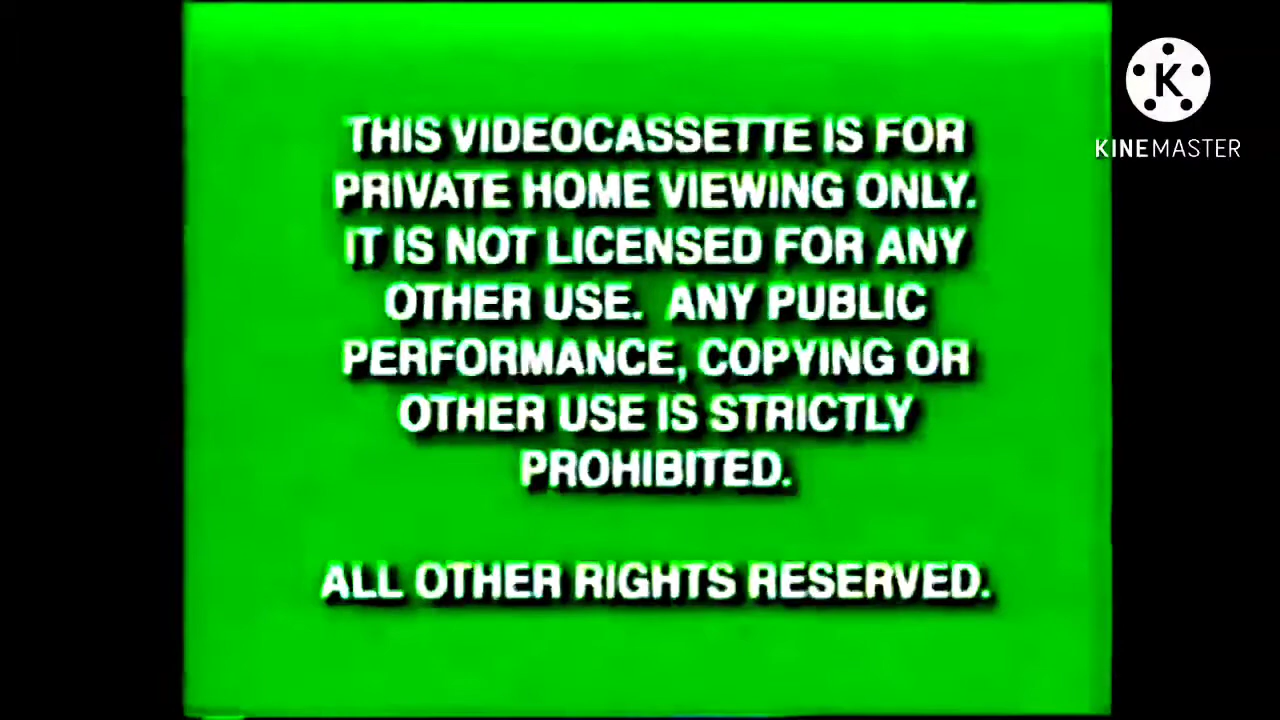 THIS VIDEOCASSETTE IS FOR
PRIVATE HOME VIEWING ONLY.
IT IS NOT LICENSED FOR ANY
OTHER USE.  ANY PUBLIC
PERFORMANCE, COPYING OR
OTHER USE IS STRICTLY
PROHIBITED.
ALL OTHER RIGHTS RESERVED.
K
KINEMASTER